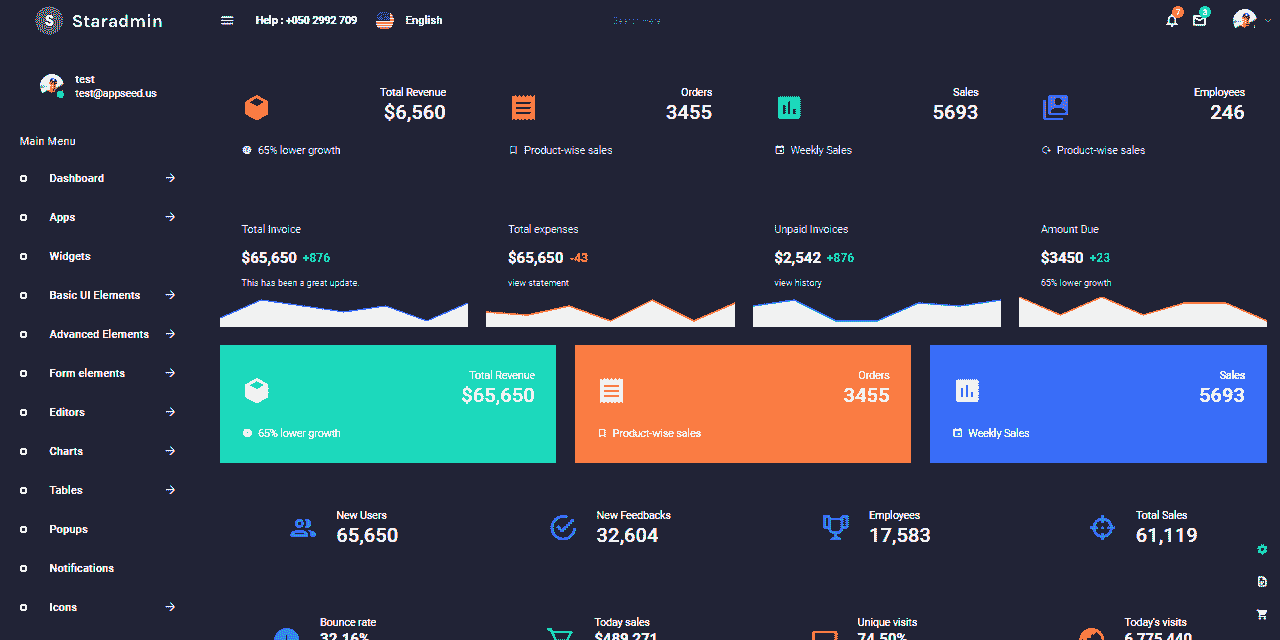 Staradmin
Help : +050 2992 709
English
Search Here
7
3
test
test@appseed.us
Main Menu
Dashboard
Apps
Widgets
Basic UI Elements
Advanced Elements
Form elements
Editors
Charts
Tables
Popups
Notifications
Icons
Total Revenue
$6,560
65% lower growth
Orders
3455
Product-wise sales
Sales
5693
Weekly Sales
Employees
246
Product-wise sales
Total Invoice
$65,650 +876
This has been a great update.
Total expenses
$65,650 -43
view statement
Unpaid Invoices
$2,542 +876
view history
Amount Due
$3450 +23
65% lower growth
Total Revenue
$65,650
65% lower growth
Orders
3455
Product-wise sales
Sales
5693
Weekly Sales
New Users
65,650
New Feedbacks
32,604
Employees
17,583
Total Sales
61,119
Bounce rate
32.16%
Today sales
$489,271
Unique visits
74.50%
Today's visits
6,775,440